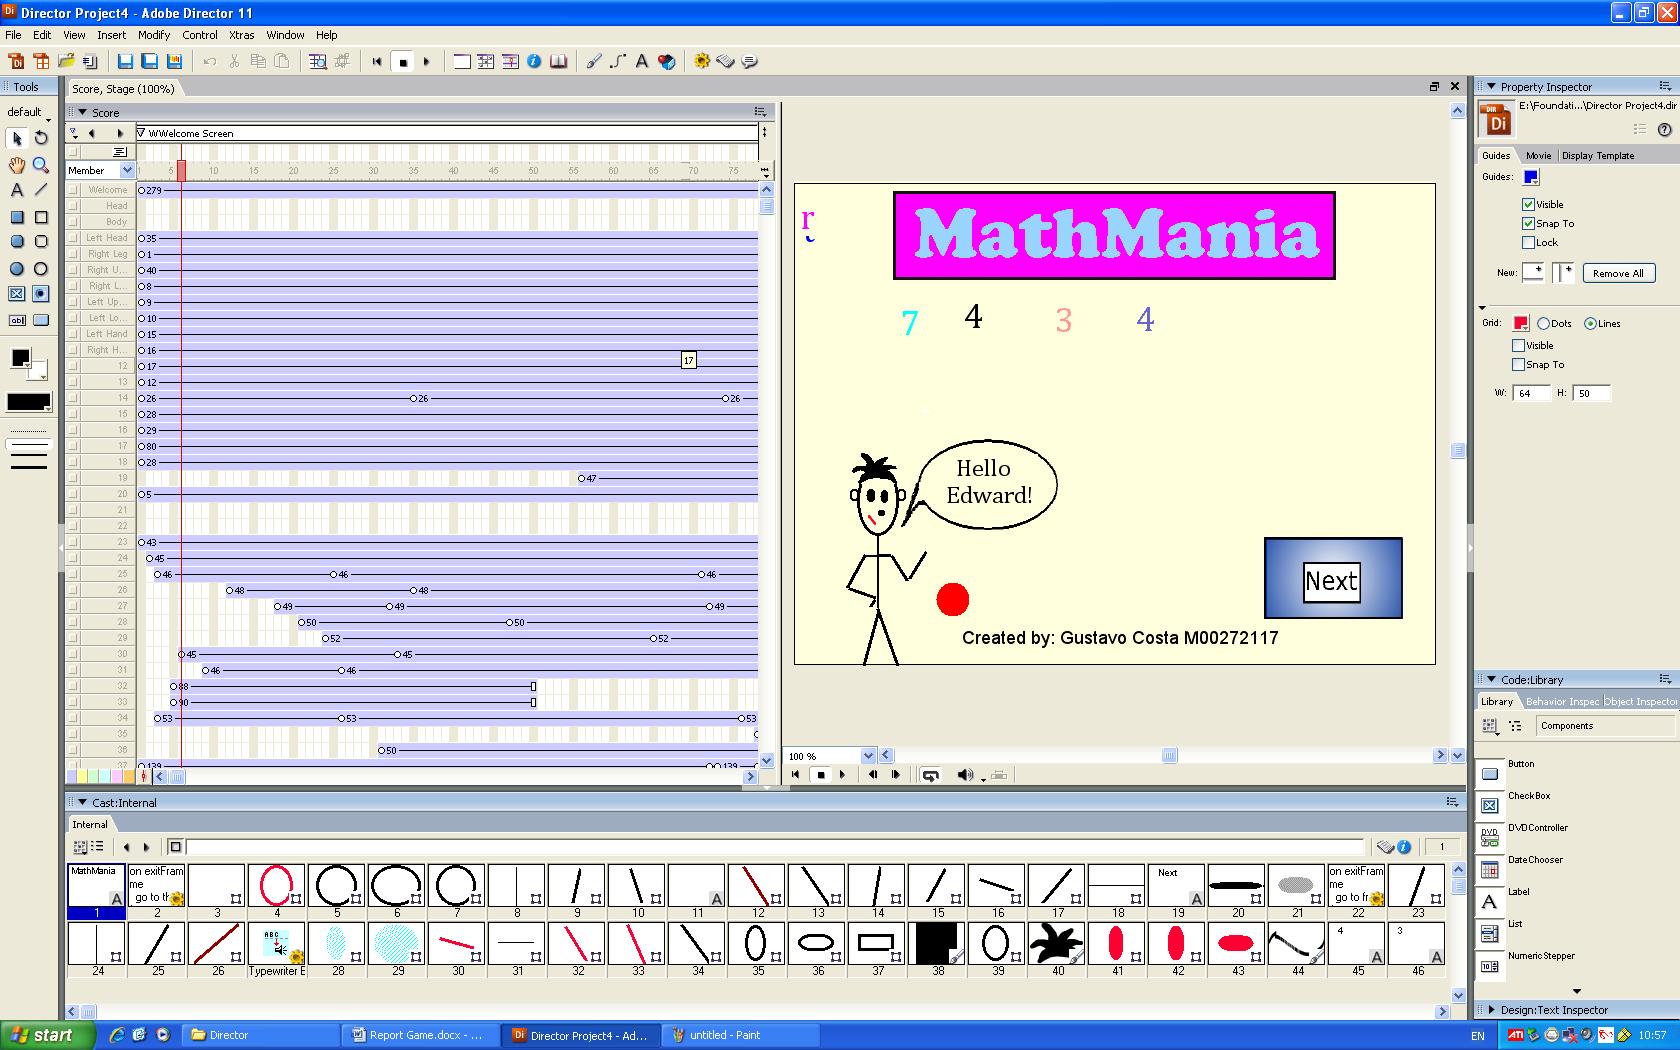 Director Project4 - Adobe Director 11
File Edit View Insert Modify Control Xtras Window Help
Tools
default
Score, Stage (100%)
Score
WWelcome Screen
Member
5 10 15 20 25 30 35 40 45 50 55 60 65 70 75
Welcome 279
Head
Body
Left Head 35
Right Leg 1
Right U... 40
Right L... 8
Left Up... 9
Left Lo... 10
Left Hand 15
Right H... 16
17
12 17
13 12
14 26 26 26
15 28
16 29
17 80
18 28
19 47
20 5
21
22
23 43
24 45
25 46 46 46
26 48 48
27 49 49 49
28 50 50
29 52 52
30 45 45
31 46 46
32 88
33 90
34 53 53 53
35
36 50
37 139 139
r
MathMania
7 4 3 4
Hello
Edward!
Next
Created by: Gustavo Costa M00272117
100 %
Property Inspector
E:\Foundati...\Director Project4.dir
Guides Movie Display Template
Guides:
Visible
Snap To
Lock
New: Remove All
Grid: Dots Lines
Visible
Snap To
W: 64 H: 50
Code:Library
Library Behavior Inspec Object Inspector
Components
Button
CheckBox
DVDController
DateChooser
Label
List
NumericStepper
Design:Text Inspector
Cast:Internal
Internal
1
MathMania
on exitFram
me
go to th
Next
on exitFram
me
go to fr
1 2 3 4 5 6 7 8 9 10 11 12 13 14 15 16 17 18 19 20 21 22 23
ABC
4
3
24 25 26 Typewriter E 28 29 30 31 32 33 34 35 36 37 38 39 40 41 42 43 44 45 46
start
Director
Report Game.docx - ...
Director Project4 - Ad...
untitled - Paint
EN
ATI
10:57